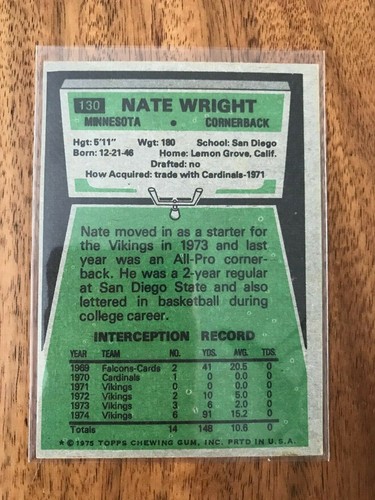 130 NATE WRIGHT
MINNESOTA • CORNERBACK
Hgt: 5'11" Wgt: 180 School: San Diego
Born: 12-21-46 Home: Lemon Grove, Calif.
Drafted: no
How Acquired: trade with Cardinals-1971
Nate moved in as a starter for
the Vikings in 1973 and last
year was an All-Pro corner-
back. He was a 2-year regular
at San Diego State and also
lettered in basketball during
college career.
INTERCEPTION RECORD
YEAR TEAM NO. YDS. AVG. TDS.
1969 Falcons-Cards 2 41 20.5 0
1970 Cardinals 1 0 0.0 0
1971 Vikings 0 0 0.0 0
1972 Vikings 2 10 5.0 0
1973 Vikings 3 6 2.0 0
1974 Vikings 6 91 15.2 0
Totals 14 148 10.6 0
★ © 1975 TOPPS CHEWING GUM, INC. PRTD IN U.S.A.